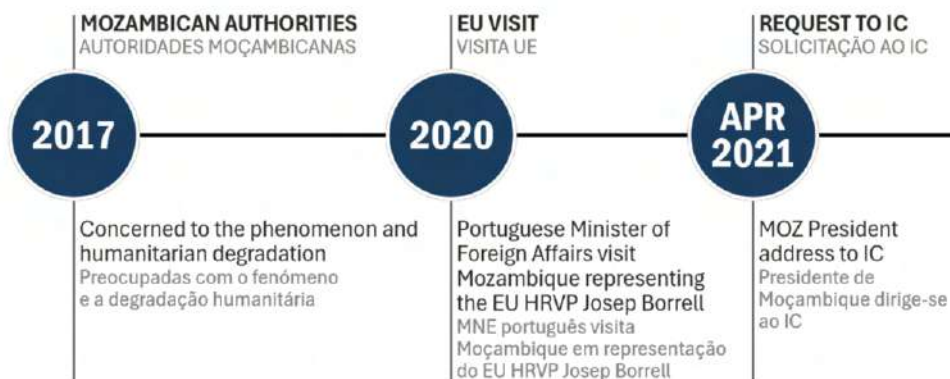 MOZAMBICAN AUTHORITIES
AUTORIDADES MOÇAMBICANAS
2017
Concerned to the phenomenon and
humanitarian degradation
Preocupadas com o fenómeno
e a degradação humanitária
EU VISIT
VISITA UE
2020
Portuguese Minister of
Foreign Affairs visit
Mozambique representing
the EU HRVP Josep Borrell
MNE português visita
Moçambique em representação
do EU HRVP Josep Borrell
REQUEST TO IC
SOLICITAÇÃO AO IC
APR
2021
MOZ President
address to IC
Presidente de
Moçambique dirige-se
ao IC